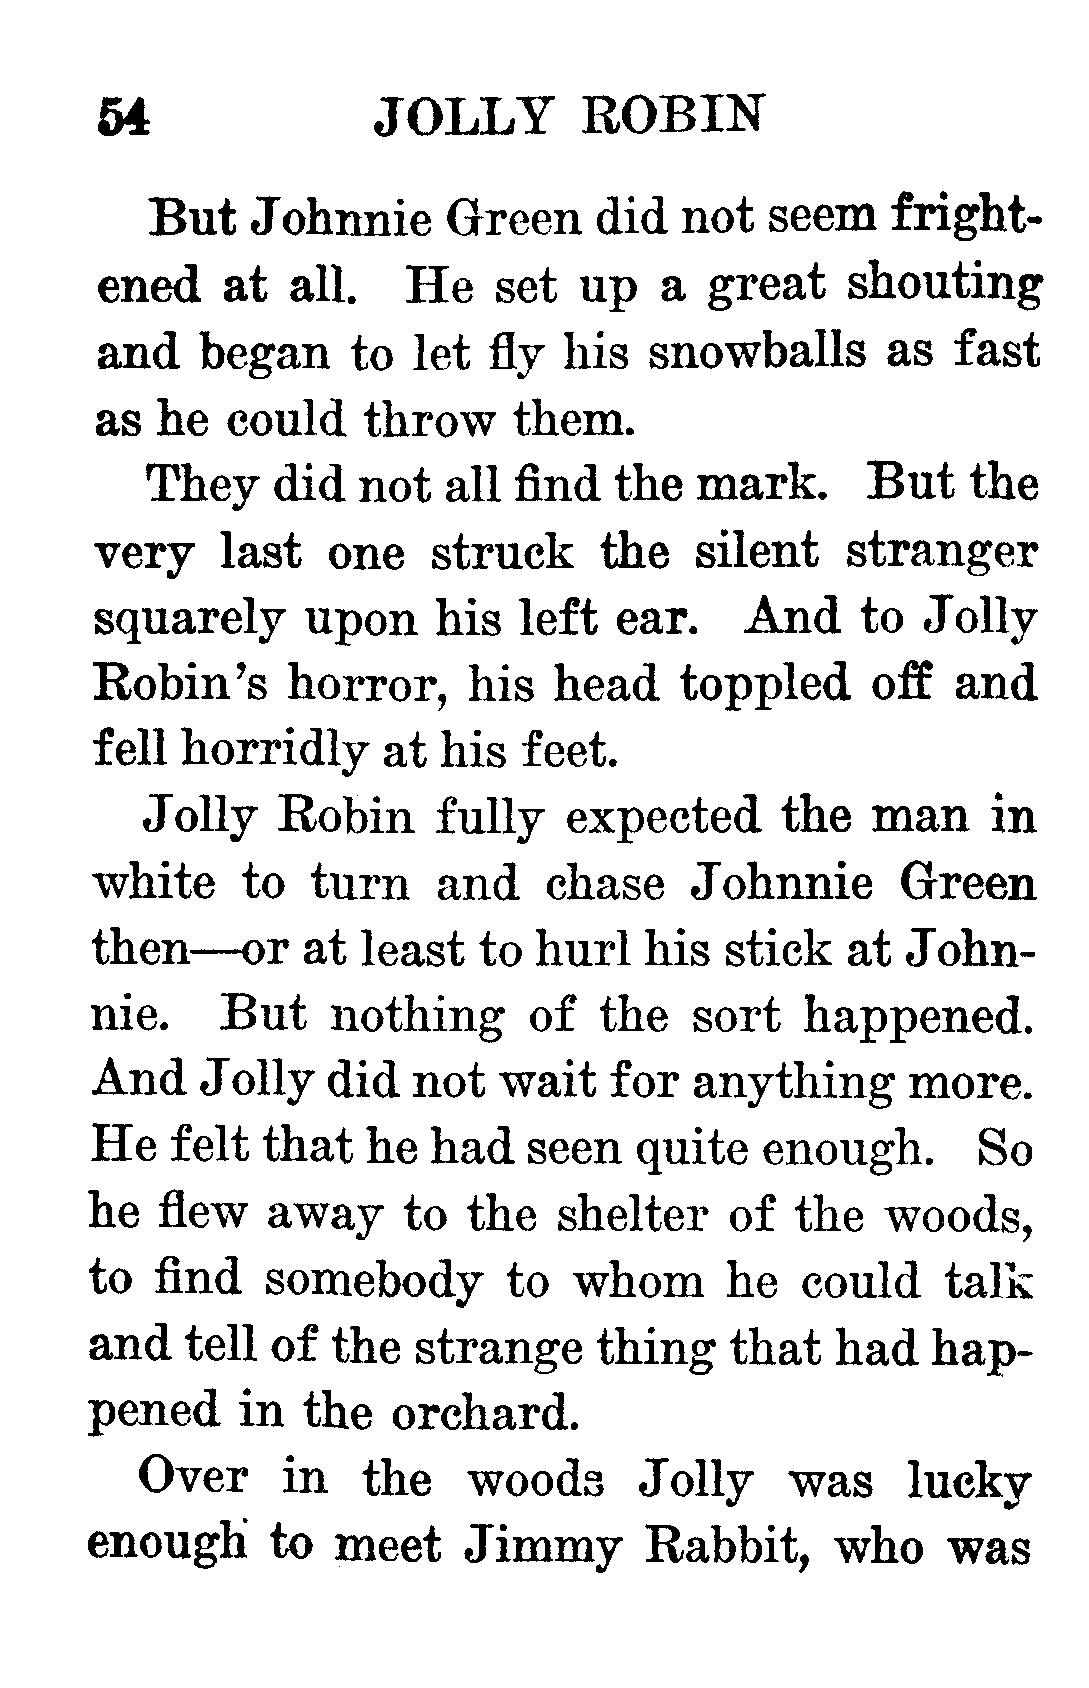 54 JOLLY ROBIN
But Johnnie Green did not seem fright-
ened at all. He set up a great shouting
and began to let fly his snowballs as fast
as he could throw them.
They did not all find the mark. But the
very last one struck the silent stranger
squarely upon his left ear. And to Jolly
Robin's horror, his head toppled off and
fell horridly at his feet.
Jolly Robin fully expected the man in
white to turn and chase Johnnie Green
then—or at least to hurl his stick at John-
nie. But nothing of the sort happened.
And Jolly did not wait for anything more.
He felt that he had seen quite enough. So
he flew away to the shelter of the woods,
to find somebody to whom he could talk
and tell of the strange thing that had hap-
pened in the orchard.
Over in the woods Jolly was lucky
enough to meet Jimmy Rabbit, who was